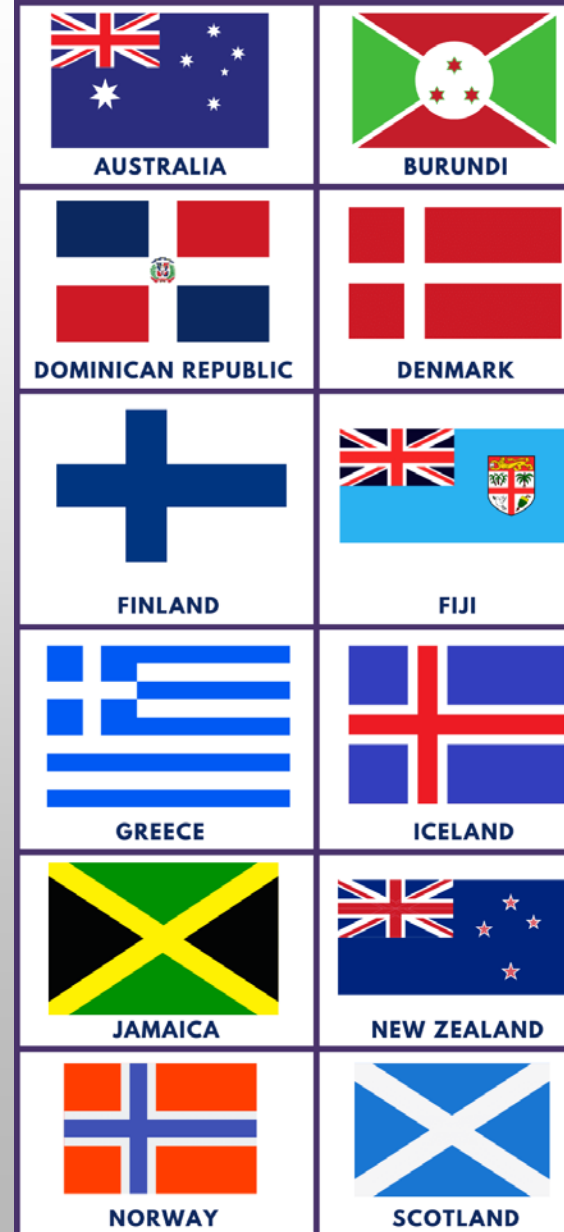 AUSTRALIA
BURUNDI
DOMINICAN REPUBLIC
DENMARK
FINLAND
FIJI
GREECE
ICELAND
JAMAICA
NEW ZEALAND
NORWAY
SCOTLAND